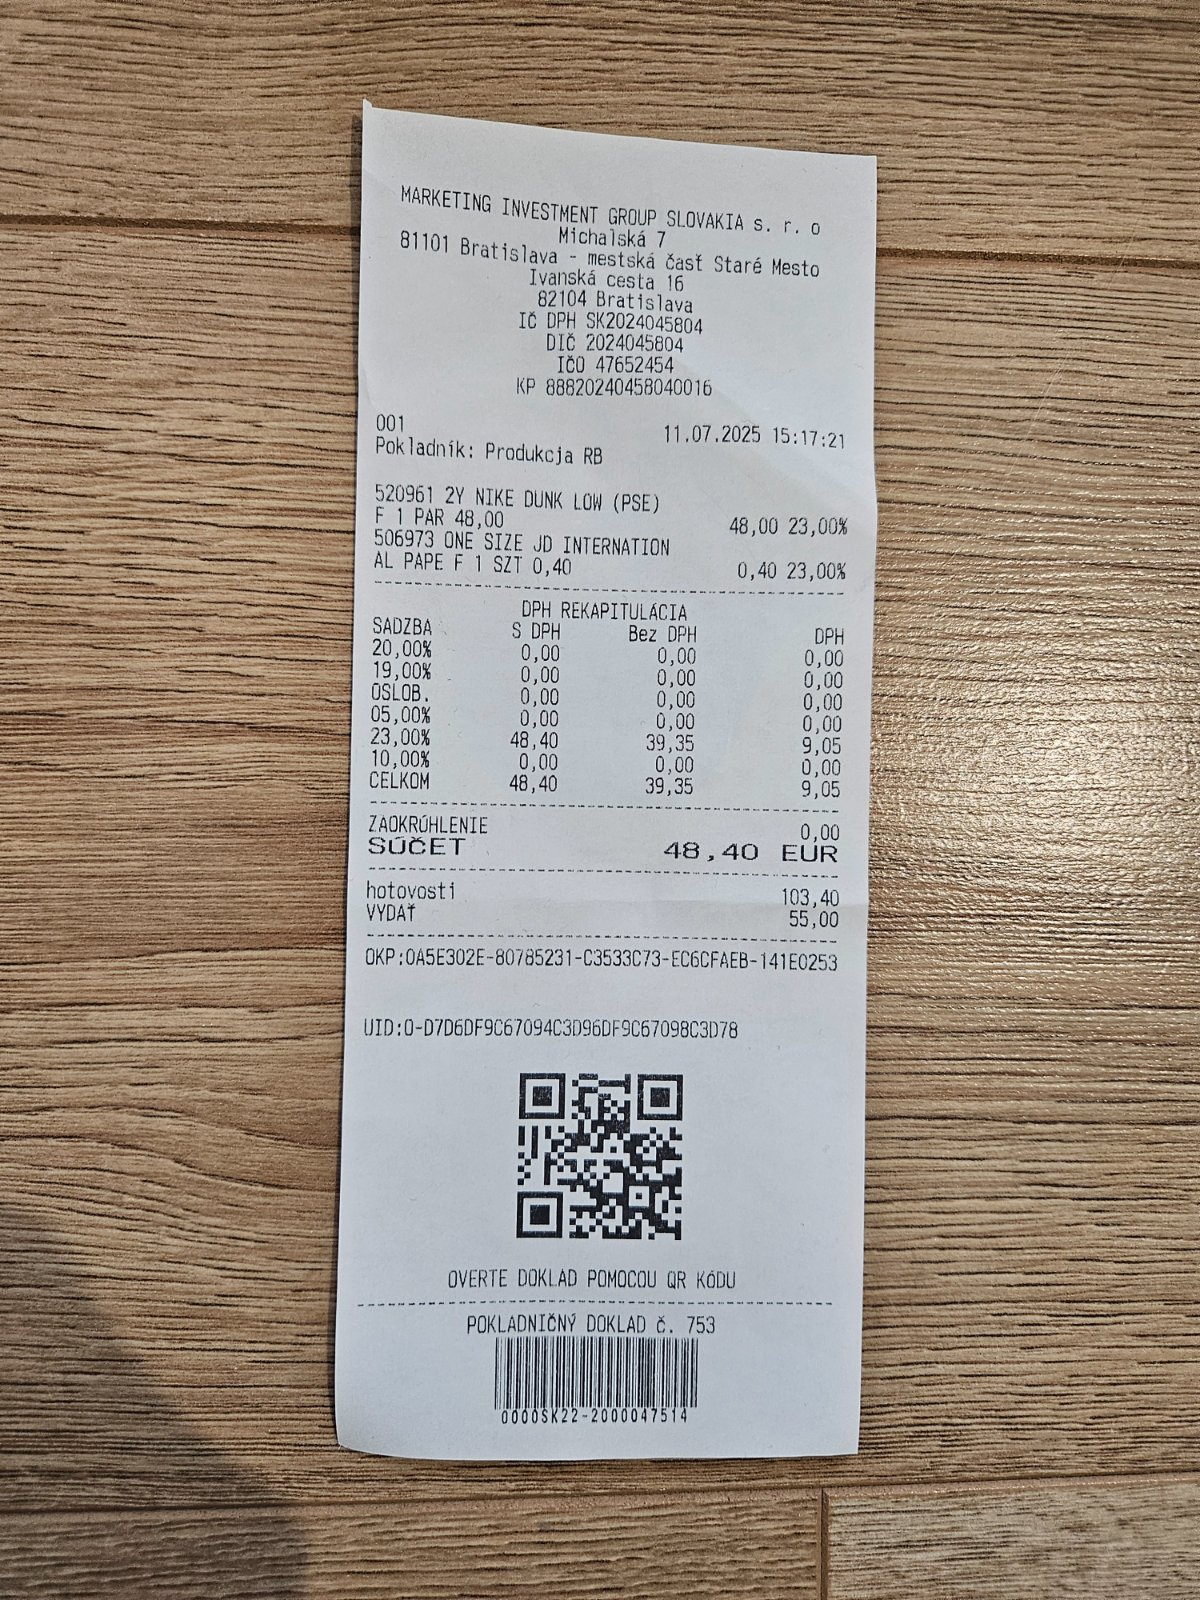 MARKETING INVESTMENT GROUP SLOVAKIA s. r. o
Michalská 7
81101 Bratislava - mestská časť Staré Mesto
Ivanská cesta 16
82104 Bratislava
IČ DPH SK2024045804
DIČ 2024045804
IČO 47652454
KP 88820240458040016
001 11.07.2025 15:17:21
Pokladník: Produkcja RB
520961 2Y NIKE DUNK LOW (PSE)
F 1 PAR 48,00 48,00 23,00%
506973 ONE SIZE JD INTERNATION
AL PAPE F 1 SZT 0,40 0,40 23,00%
DPH REKAPITULÁCIA
SADZBA S DPH Bez DPH DPH
20,00% 0,00 0,00 0,00
19,00% 0,00 0,00 0,00
OSLOB. 0,00 0,00 0,00
05,00% 0,00 0,00 0,00
23,00% 48,40 39,35 9,05
10,00% 0,00 0,00 0,00
CELKOM 48,40 39,35 9,05
ZAOKRÚHLENIE 0,00
SÚČET 48,40 EUR
hotovosti 103,40
VYDAŤ 55,00
OKP:0A5E302E-80785231-C3533C73-EC6CFAEB-141E0253
UID:O-D7D6DF9C67094C3D96DF9C67098C3D78
OVERTE DOKLAD POMOCOU QR KÓDU
POKLADNIČNÝ DOKLAD č. 753
0000SK22-2000047514